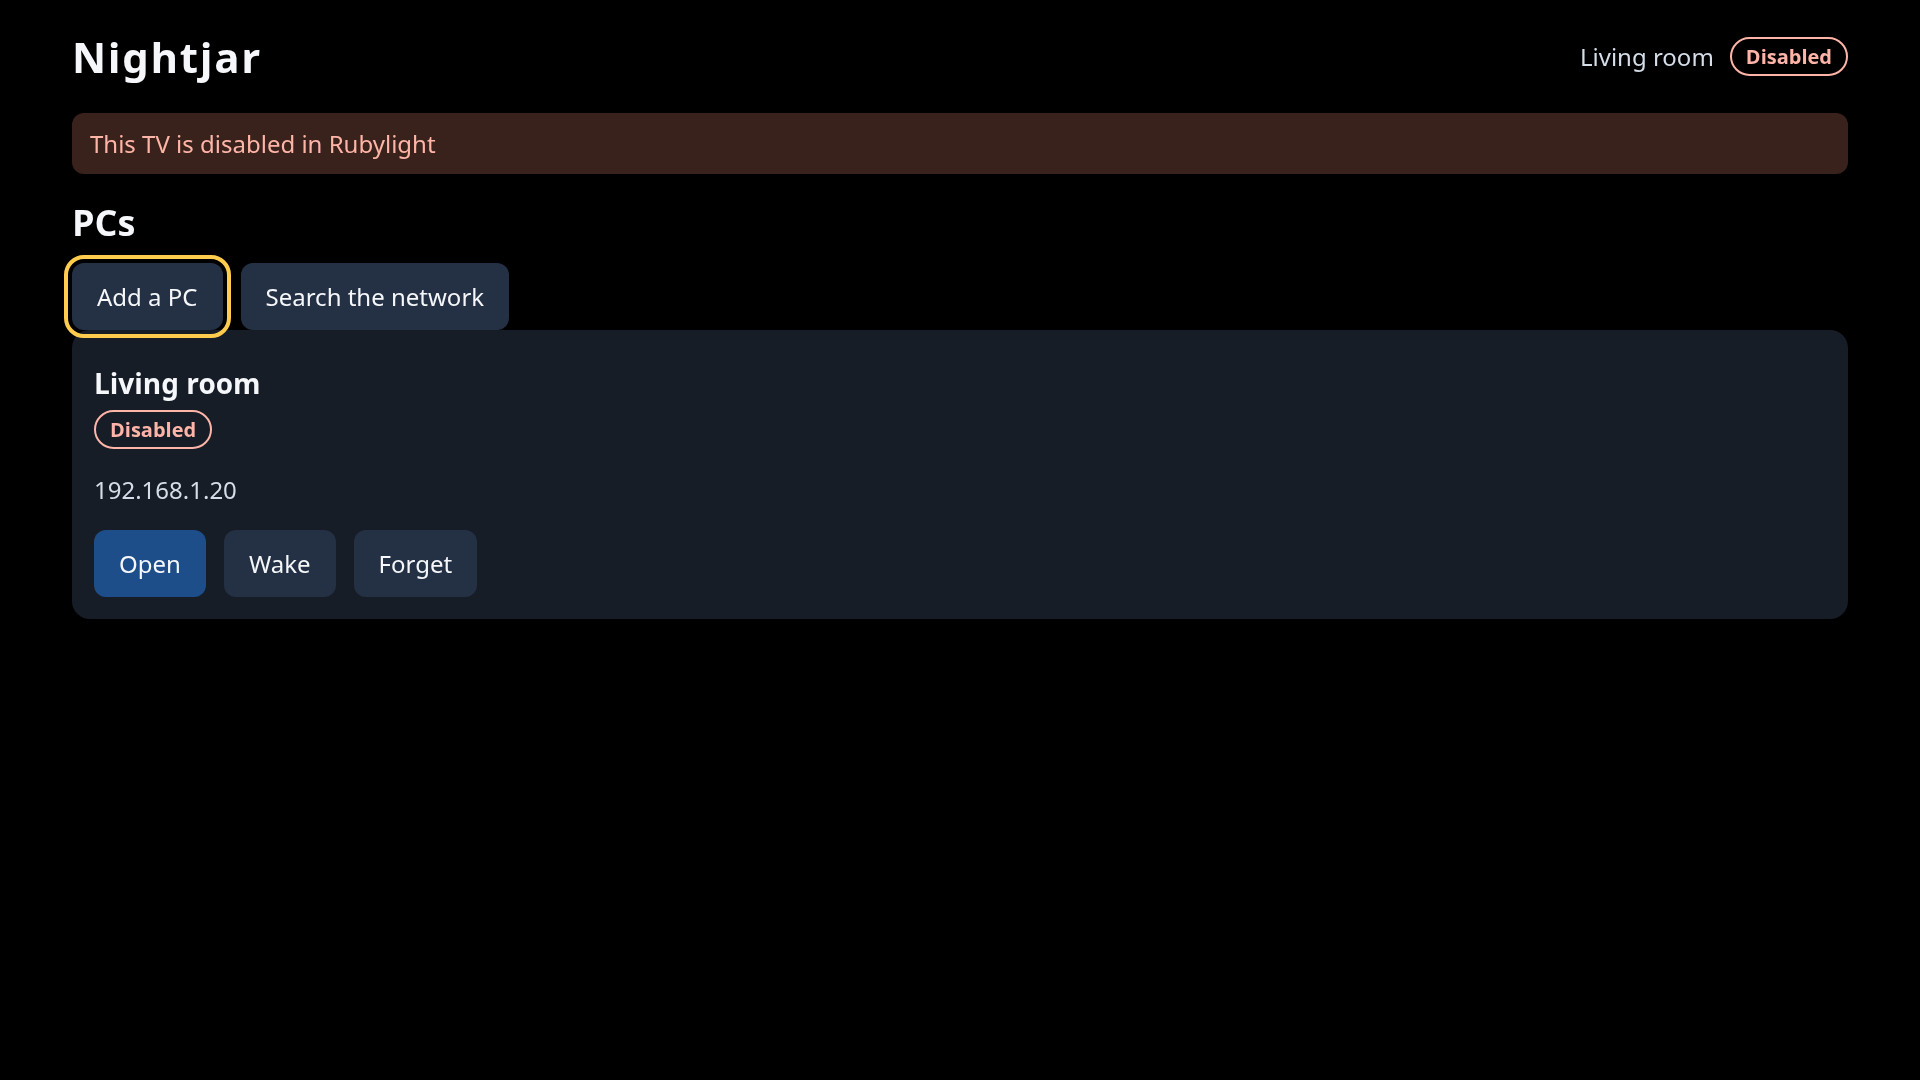 Nightjar
Living room Disabled
This TV is disabled in Rubylight
PCs
Add a PC Search the network
Living room
Disabled
192.168.1.20
Open Wake Forget